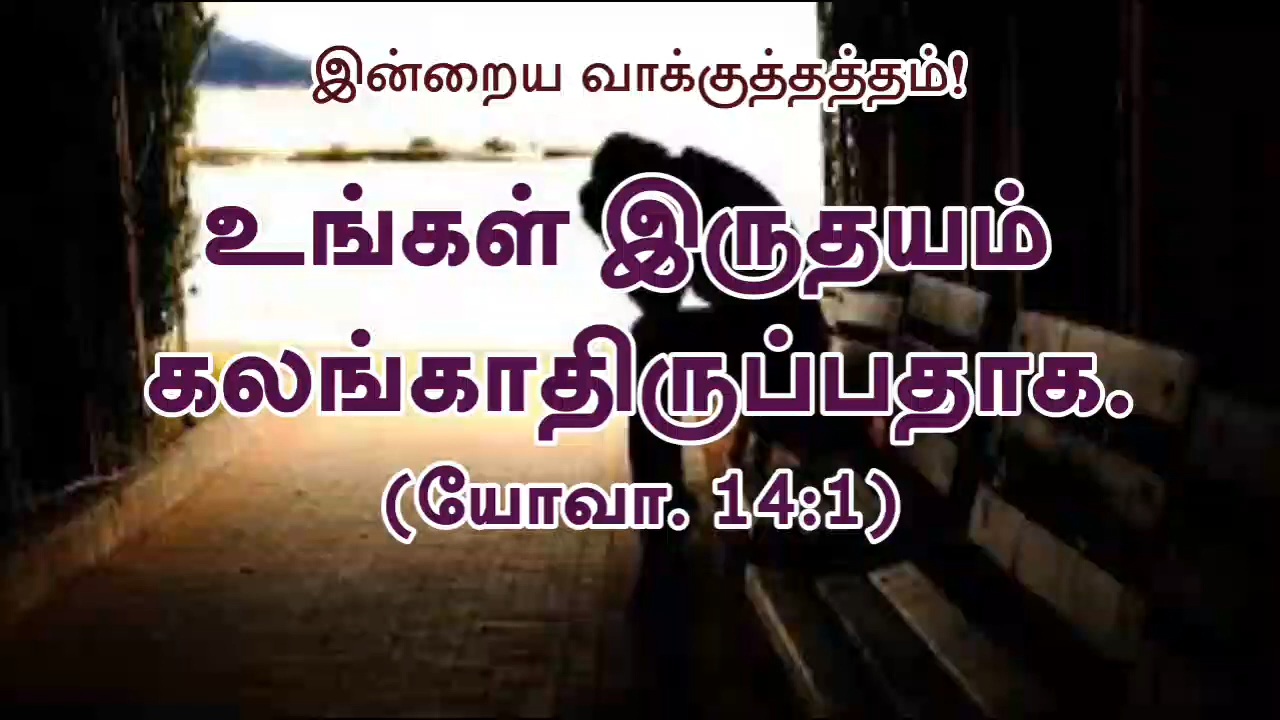 இன்றைய வாக்குத்தத்தம்!
உங்கள் இருதயம்
கலங்காதிருப்பதாக.
(யோவா. 14:1)